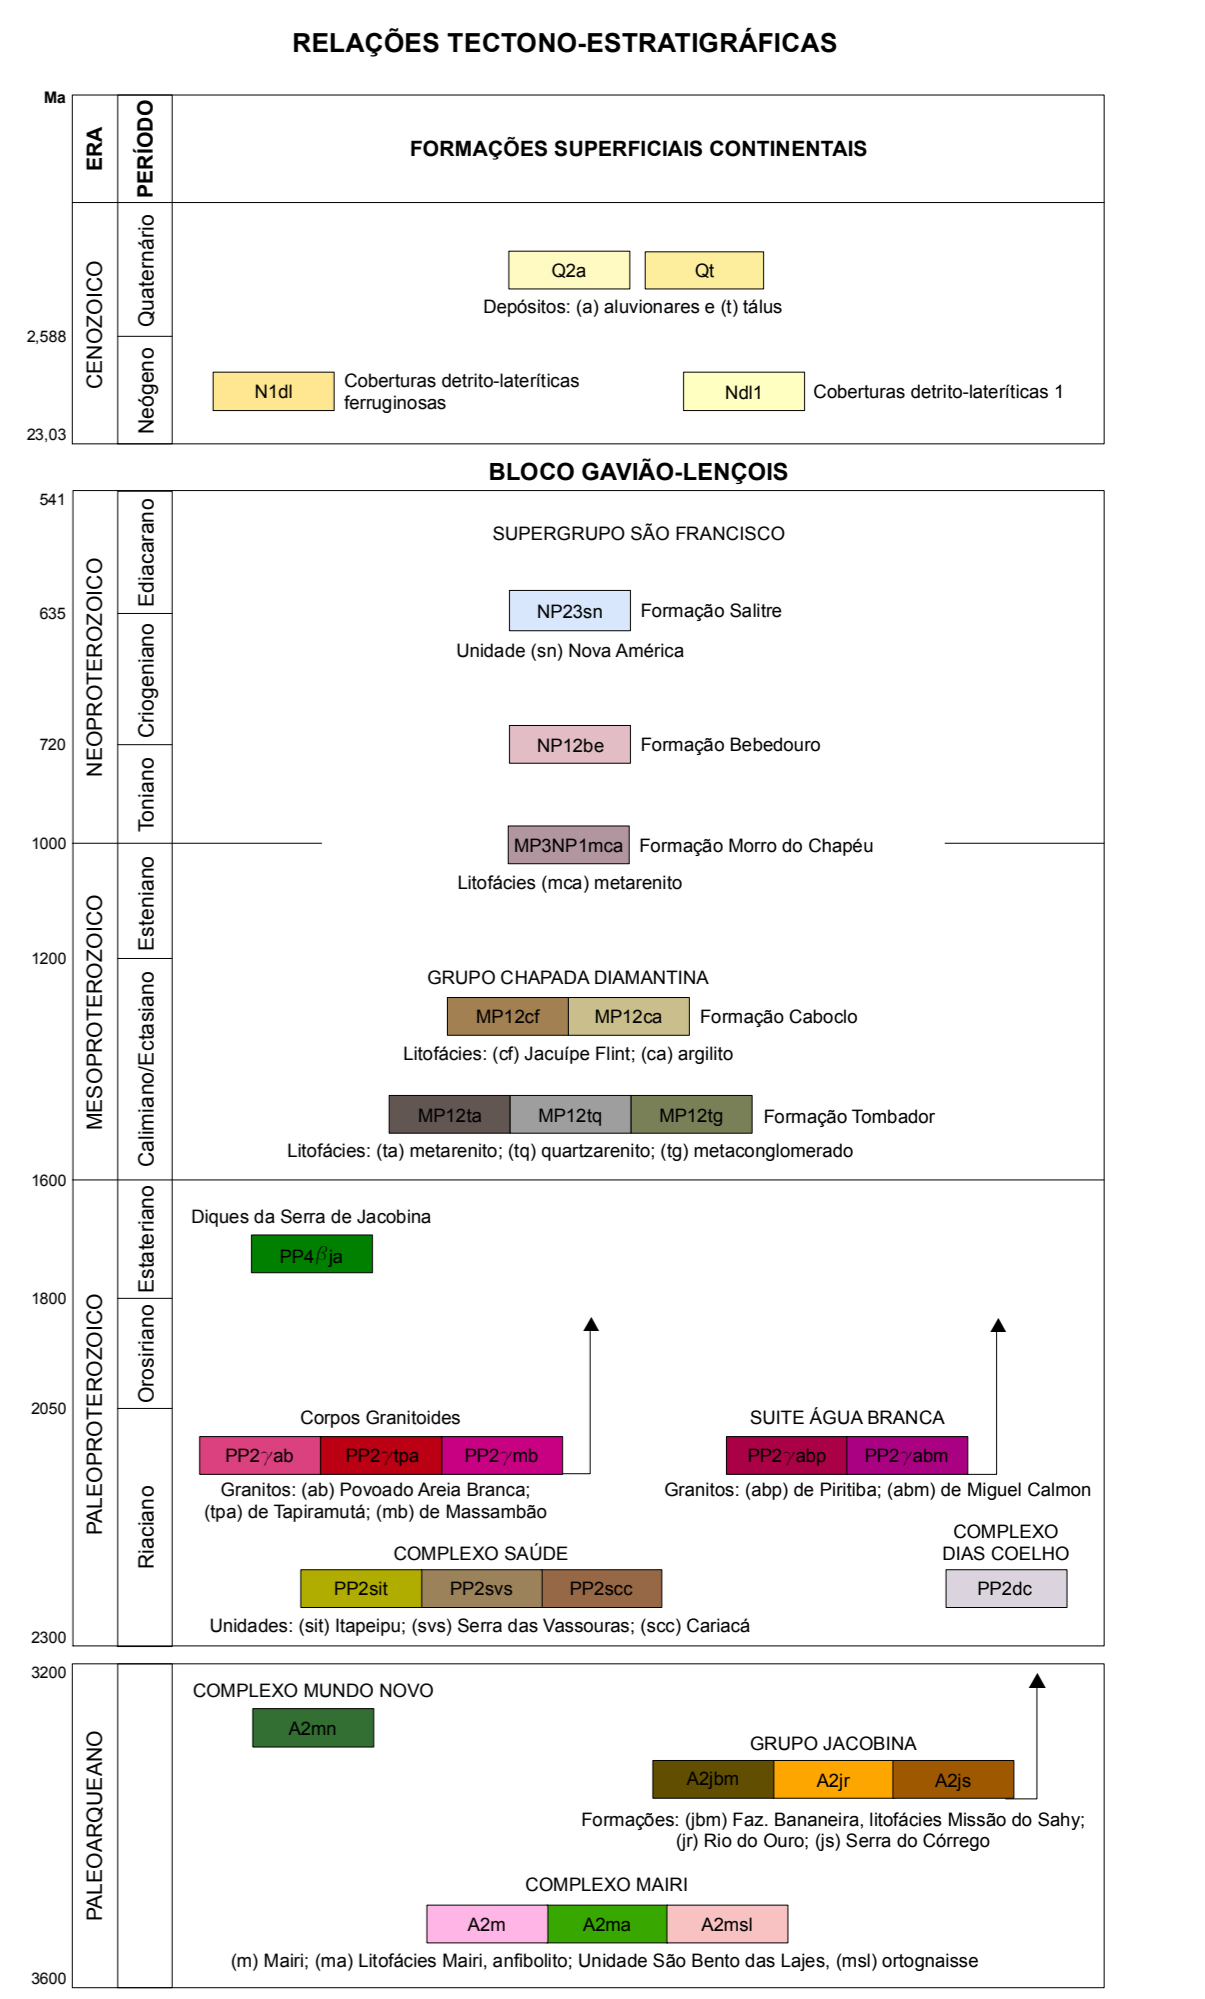 RELAÇÕES TECTONO-ESTRATIGRÁFICAS
Ma
ERA
PERÍODO
FORMAÇÕES SUPERFICIAIS CONTINENTAIS
CENOZOICO
Quaternário
Q2a
Qt
Depósitos: (a) aluvionares e (t) tálus
2,588
Neógeno
N1dl
Coberturas detrito-lateríticas
ferruginosas
Ndl1
Coberturas detrito-lateríticas 1
23,03
BLOCO GAVIÃO-LENÇOIS
541
NEOPROTEROZOICO
Ediacarano
SUPERGRUPO SÃO FRANCISCO
NP23sn
Formação Salitre
635
Unidade (sn) Nova América
Criogeniano
720
NP12be
Formação Bebedouro
Toniano
1000
MP3NP1mca
Formação Morro do Chapéu
Litofácies (mca) metarenito
MESOPROTEROZOICO
Esteniano
1200
Calimiano/Ectasiano
GRUPO CHAPADA DIAMANTINA
MP12cf
MP12ca
Formação Caboclo
Litofácies: (cf) Jacuípe Flint; (ca) argilito
MP12ta
MP12tq
MP12tg
Formação Tombador
Litofácies: (ta) metarenito; (tq) quartzarenito; (tg) metaconglomerado
1600
PALEOPROTEROZOICO
Estateriano
Diques da Serra de Jacobina
PP4βja
1800
Orosiriano
2050
Riaciano
Corpos Granitoides
PP2γab
PP2γtpa
PP2γmb
Granitos: (ab) Povoado Areia Branca;
(tpa) de Tapiramutá; (mb) de Massambão
SUITE ÁGUA BRANCA
PP2γabp
PP2γabm
Granitos: (abp) de Piritiba; (abm) de Miguel Calmon
COMPLEXO SAÚDE
PP2sit
PP2svs
PP2scc
Unidades: (sit) Itapeipu; (svs) Serra das Vassouras; (scc) Cariacá
COMPLEXO
DIAS COELHO
PP2dc
2300
3200
PALEOARQUEANO
COMPLEXO MUNDO NOVO
A2mn
GRUPO JACOBINA
A2jbm
A2jr
A2js
Formações: (jbm) Faz. Bananeira, litofácies Missão do Sahy;
(jr) Rio do Ouro; (js) Serra do Córrego
COMPLEXO MAIRI
A2m
A2ma
A2msl
(m) Mairi; (ma) Litofácies Mairi, anfibolito; Unidade São Bento das Lajes, (msl) ortognaisse
3600